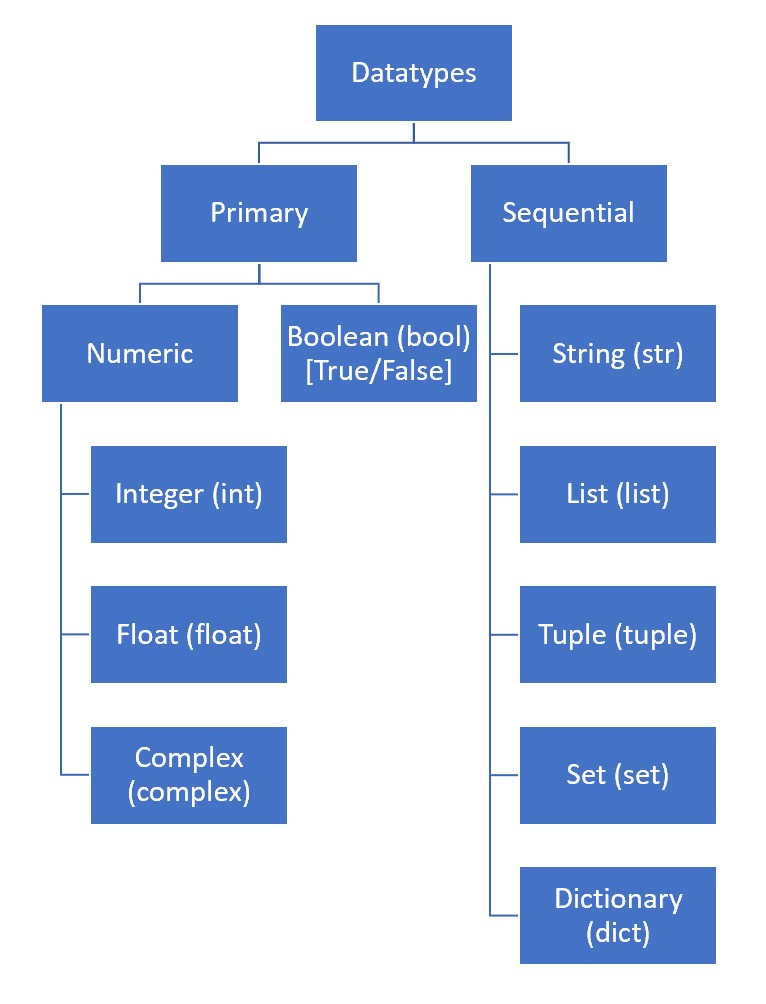 Datatypes
Primary
Sequential
Numeric
Boolean (bool)
[True/False]
String (str)
Integer (int)
List (list)
Float (float)
Tuple (tuple)
Complex
(complex)
Set (set)
Dictionary
(dict)